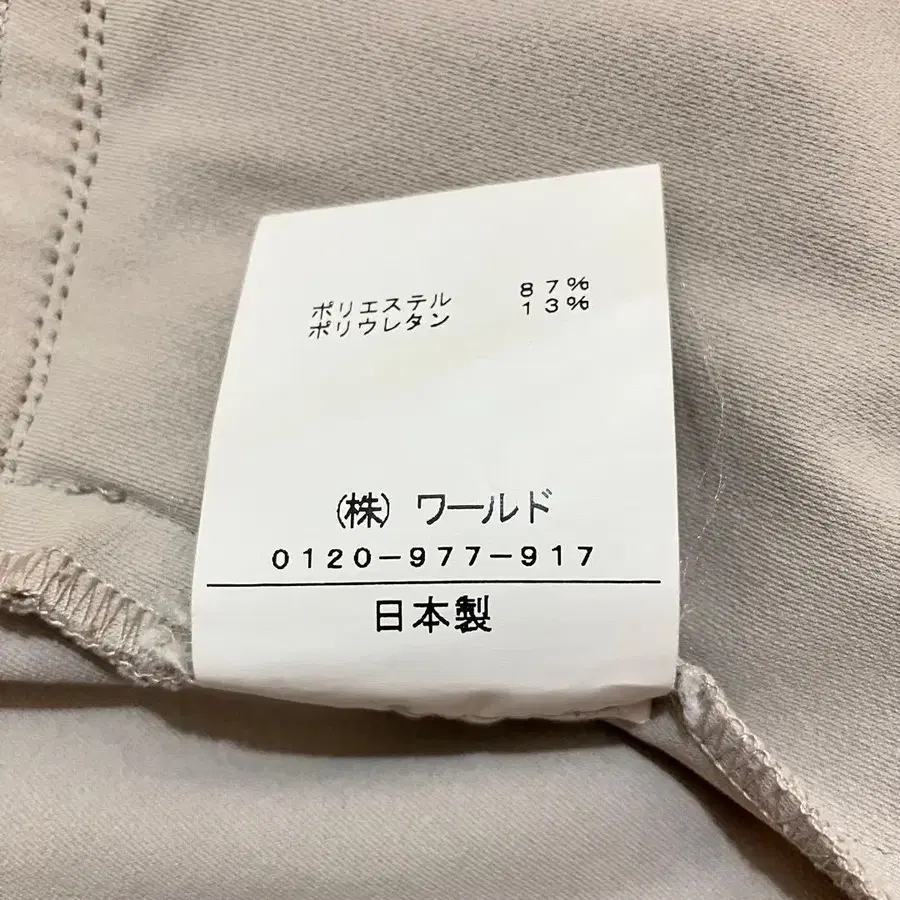 ポリエステル 87%
ポリウレタン 13%
(株) ワールド
0120-977-917
日本製